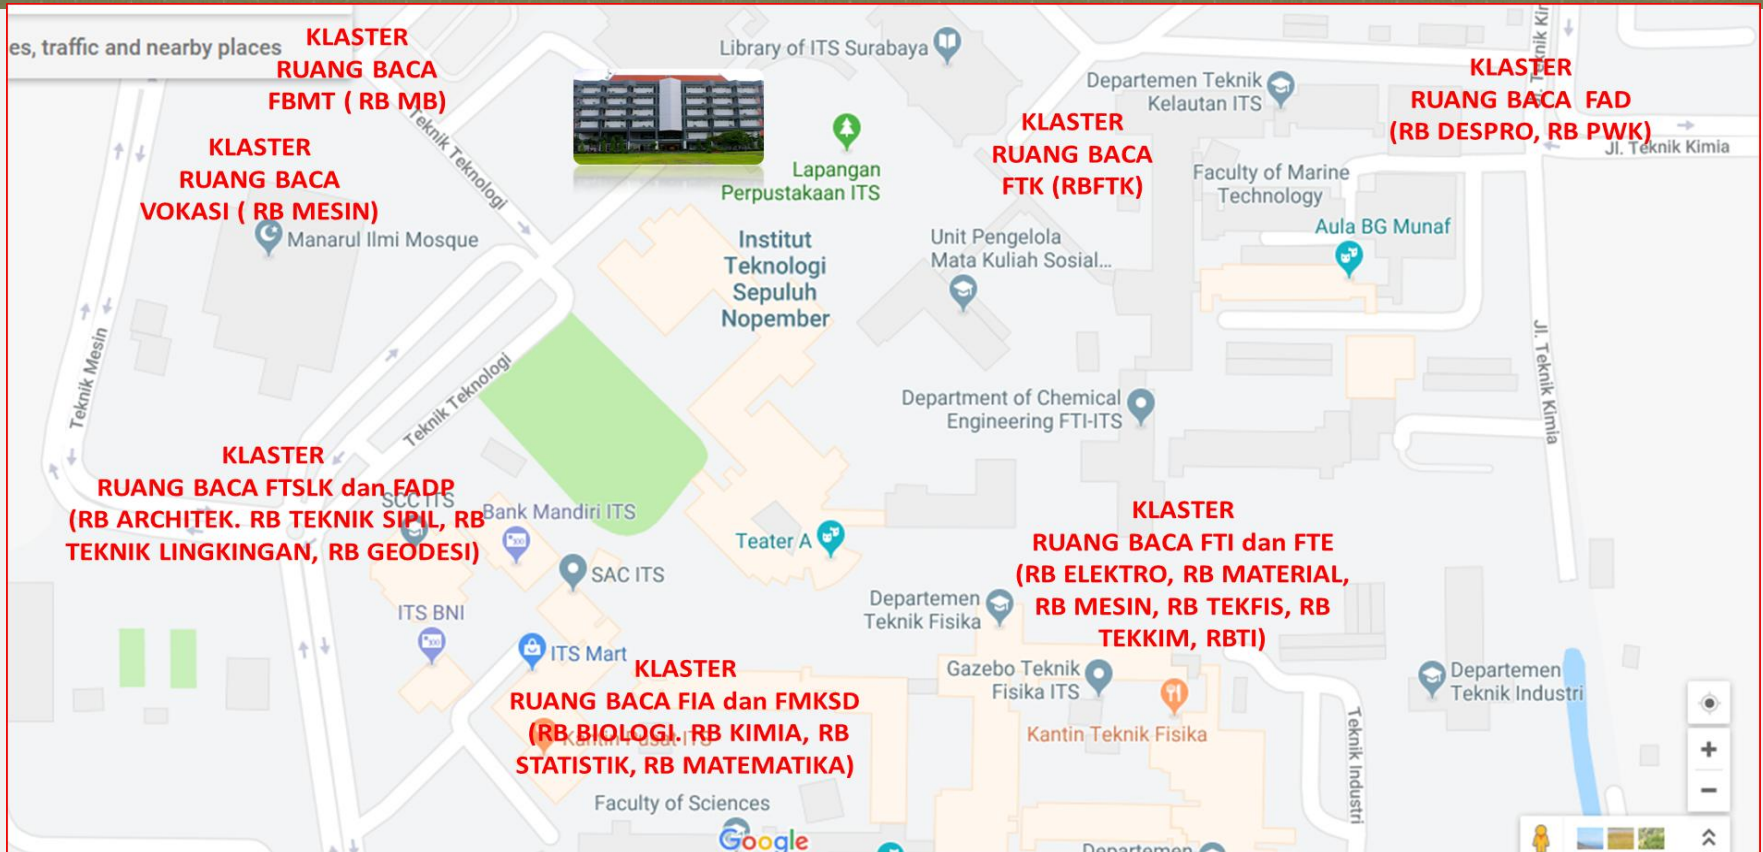 es, traffic and nearby places
KLASTER
RUANG BACA
FBMT ( RB MB)
Library of ITS Surabaya
Departemen Teknik
Kelautan ITS
KLASTER
RUANG BACA FAD
(RB DESPRO, RB PWK)
Jl. Teknik Kimia
KLASTER
RUANG BACA
VOKASI ( RB MESIN)
Manarul Ilmi Mosque
Teknik Teknologi
Lapangan
Perpustakaan ITS
KLASTER
RUANG BACA
FTK (RBFTK)
Faculty of Marine
Technology
Aula BG Munaf
Institut
Teknologi
Sepuluh
Nopember
Unit Pengelola
Mata Kuliah Sosial...
Teknik Mesin
Teknik Teknologi
Jl. Teknik Kimia
Department of Chemical
Engineering FTI-ITS
KLASTER
RUANG BACA FTSLK dan FADP
(RB ARCHITEK. RB TEKNIK SIPIL, RB
TEKNIK LINGKINGAN, RB GEODESI)
SCC ITS
Bank Mandiri ITS
Teater A
SAC ITS
ITS BNI
ITS Mart
KLASTER
RUANG BACA FTI dan FTE
(RB ELEKTRO, RB MATERIAL,
RB MESIN, RB TEKFIS, RB
TEKKIM, RBTI)
Departemen
Teknik Fisika
Gazebo Teknik
Fisika ITS
Kantin Teknik Fisika
Departemen
Teknik Industri
Teknik Industri
KLASTER
RUANG BACA FIA dan FMKSD
(RB BIOLOGI. RB KIMIA, RB
STATISTIK, RB MATEMATIKA)
Kantin Pusat ITS
Faculty of Sciences
Google
Departemen